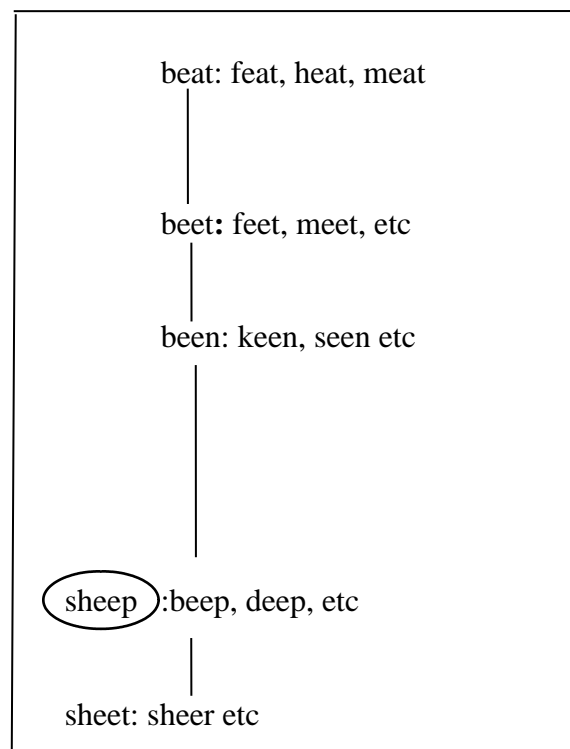 beat: feat, heat, meat
beet: feet, meet, etc
been: keen, seen etc
sheep :beep, deep, etc
sheet: sheer etc